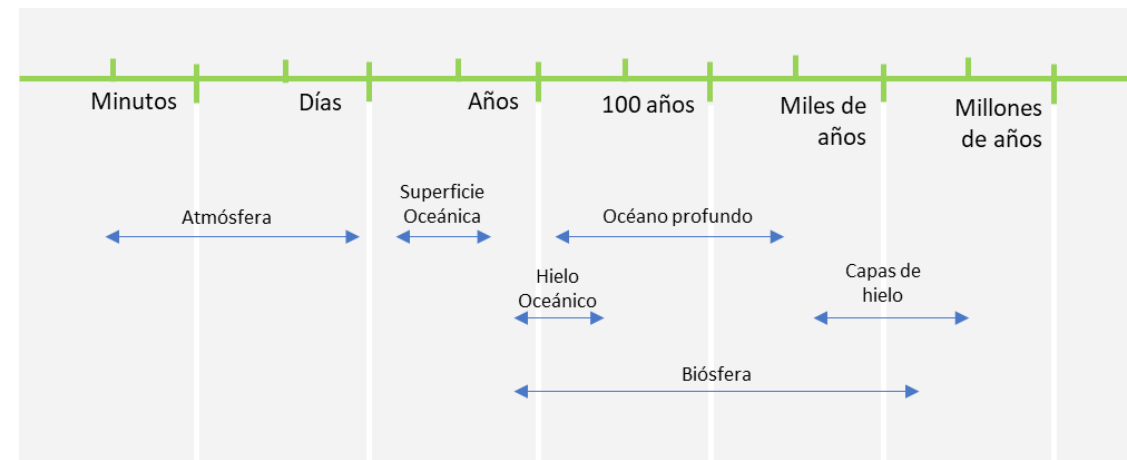 Minutos
Días
Años
100 años
Miles de
años
Millones
de años
Superficie
Oceánica
Atmósfera
Océano profundo
Hielo
Oceánico
Capas de
hielo
Biósfera